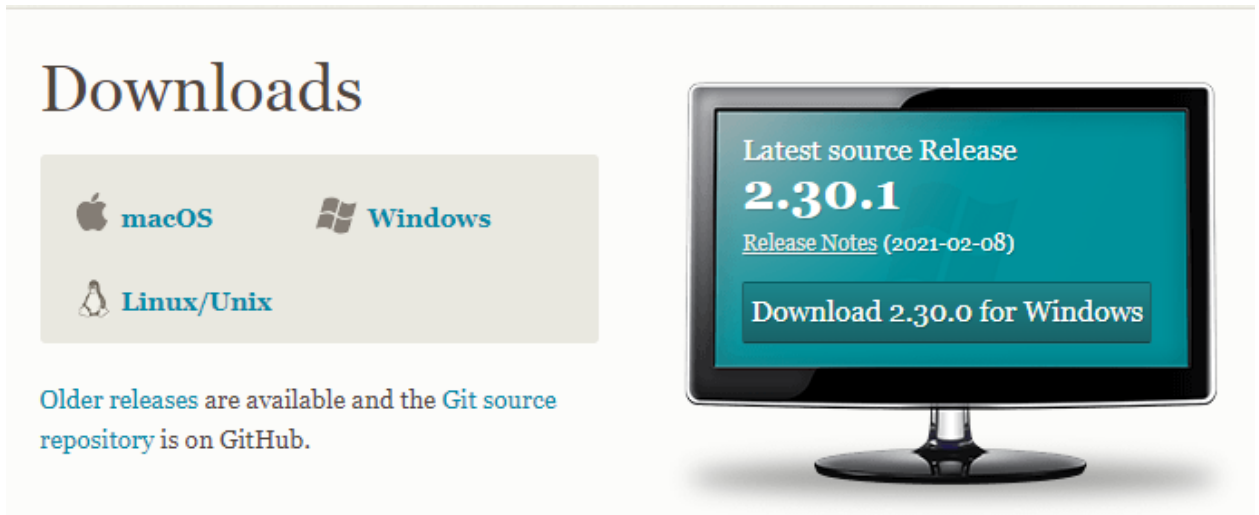 Downloads
macOS
Windows
Linux/Unix
Older releases are available and the Git source
repository is on GitHub.
Latest source Release
2.30.1
Release Notes (2021-02-08)
Download 2.30.0 for Windows